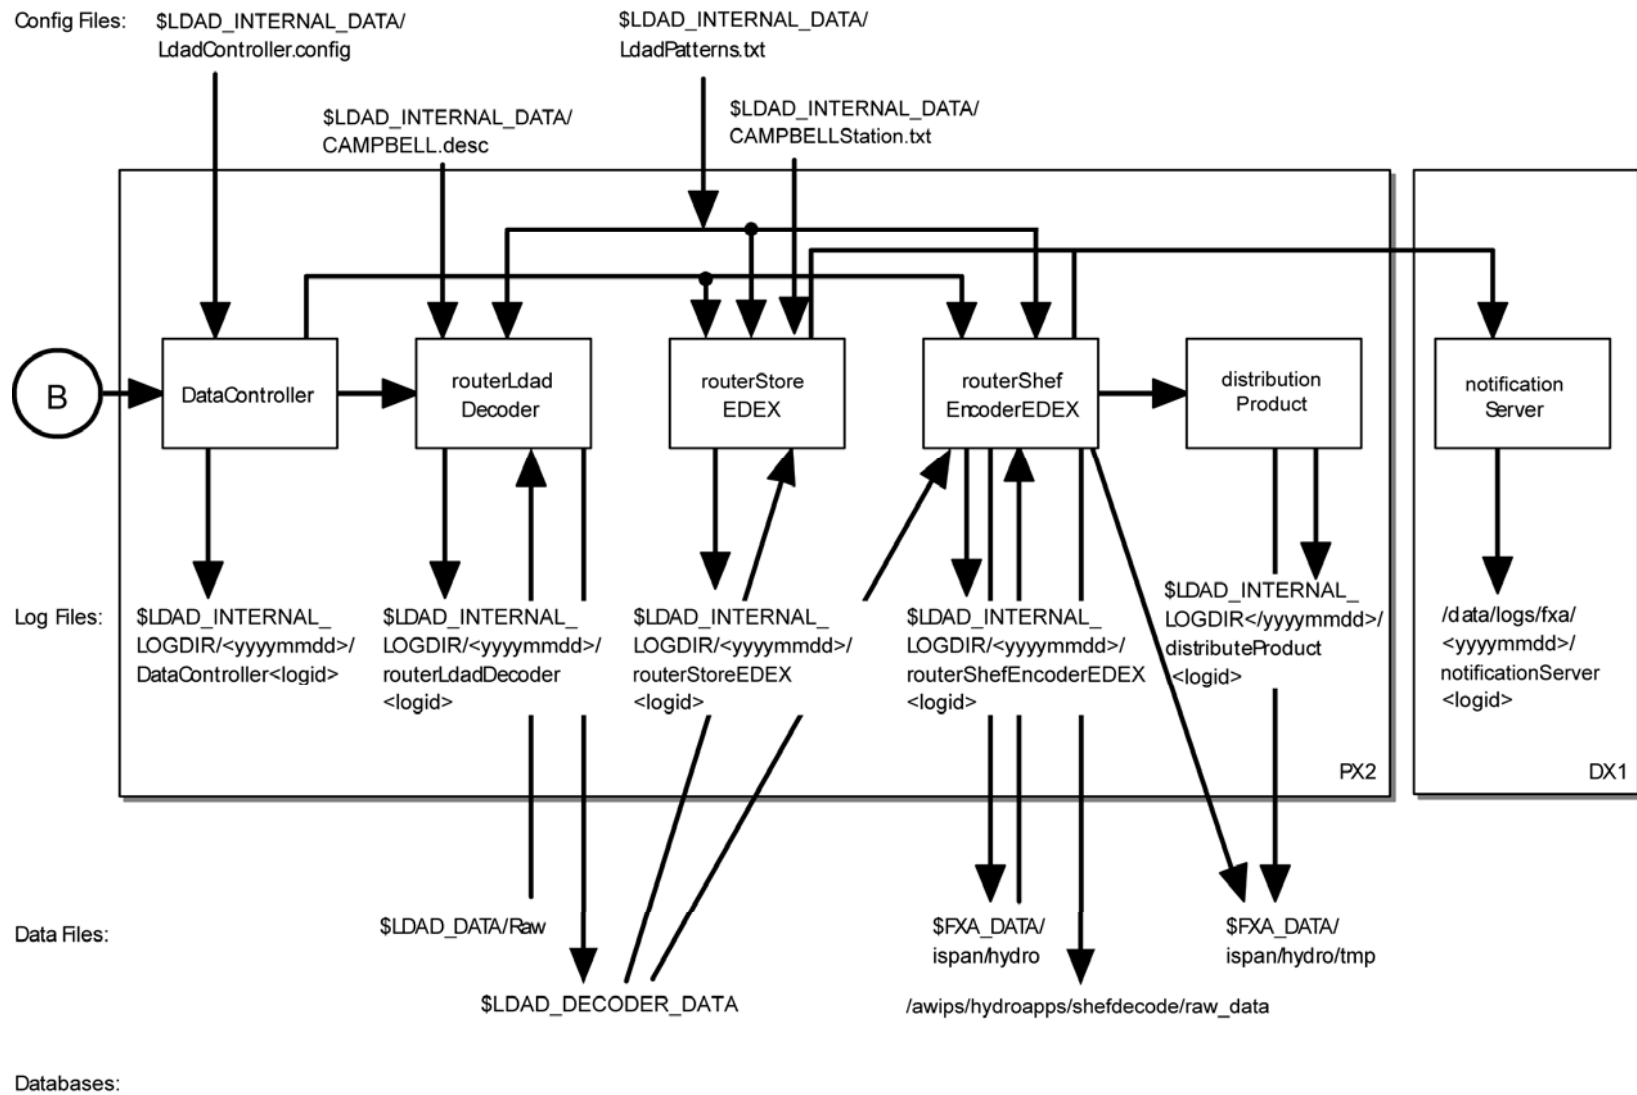 Config Files:
$LDAD_INTERNAL_DATA/
LdadController.config
$LDAD_INTERNAL_DATA/
LdadPatterns.txt
$LDAD_INTERNAL_DATA/
CAMPBELL.desc
$LDAD_INTERNAL_DATA/
CAMPBELLStation.txt
B
DataController
routerLdad
Decoder
routerStore
EDEX
routerShef
EncoderEDEX
distribution
Product
notification
Server
Log Files:
$LDAD_INTERNAL_
LOGDIR/<yyyymmdd>/
DataController<logid>
$LDAD_INTERNAL_
LOGDIR/<yyyymmdd>/
routerLdadDecoder
<logid>
$LDAD_INTERNAL_
LOGDIR/<yyyymmdd>/
routerStoreEDEX
<logid>
$LDAD_INTERNAL_
LOGDIR/<yyyymmdd>/
routerShefEncoderEDEX
<logid>
$LDAD_INTERNAL_
LOGDIR</yyyymmdd>/
distributeProduct
<logid>
/data/logs/fxa/
<yyyymmdd>/
notificationServer
<logid>
PX2
DX1
Data Files:
$LDAD_DATA/Raw
$LDAD_DECODER_DATA
$FXA_DATA/
ispan/hydro
/awips/hydroapps/shefdecode/raw_data
$FXA_DATA/
ispan/hydro/tmp
Databases: